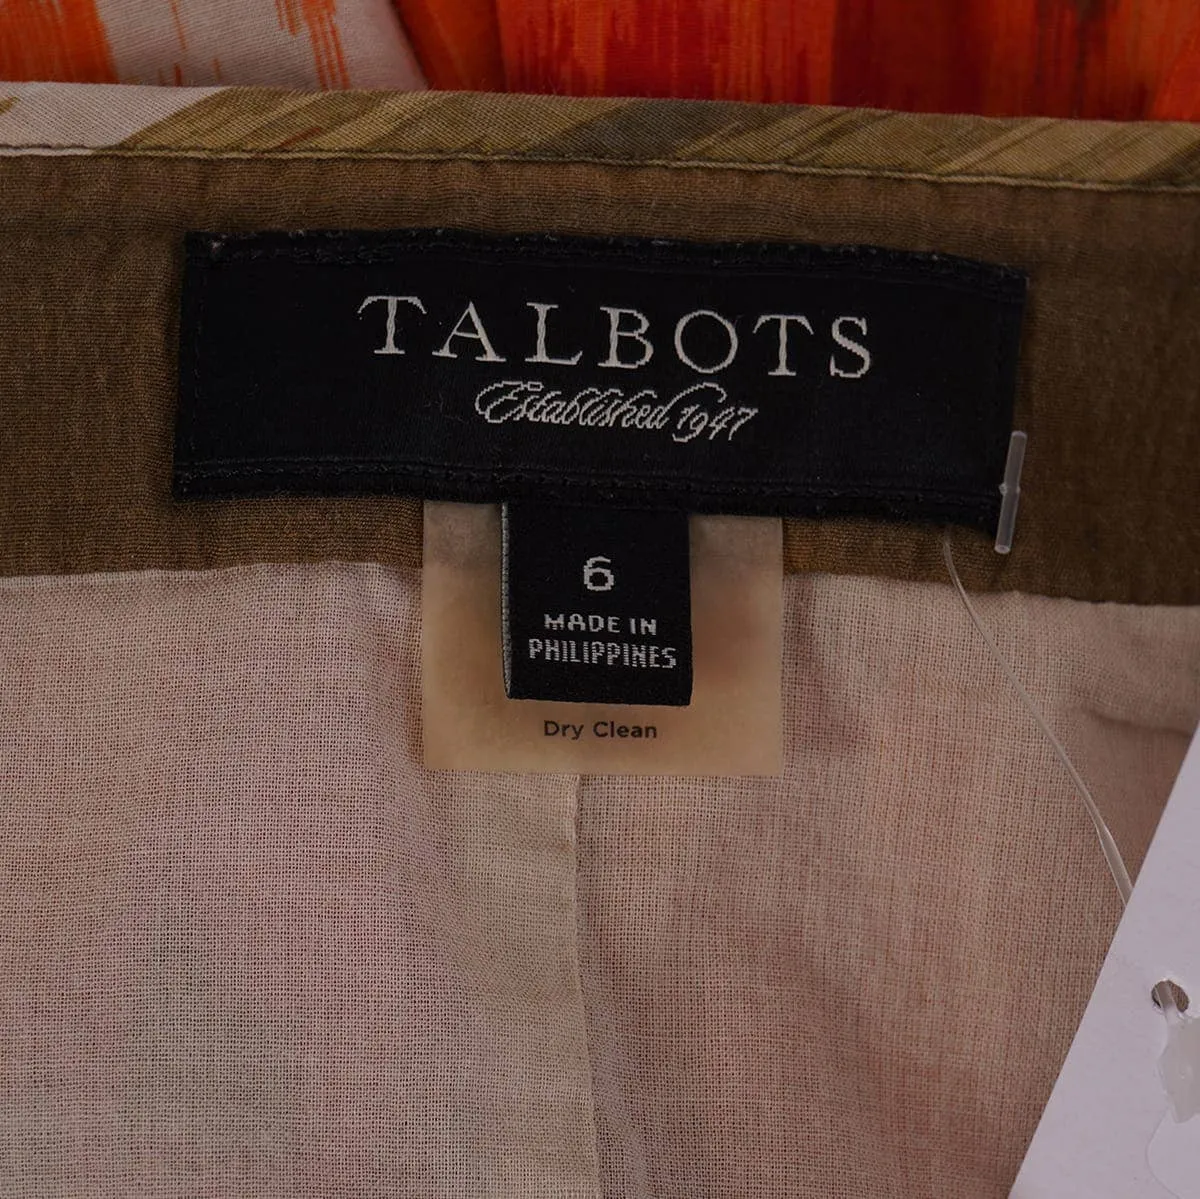 TALBOTS
Established 1947
6
MADE IN
PHILIPPINES
Dry Clean